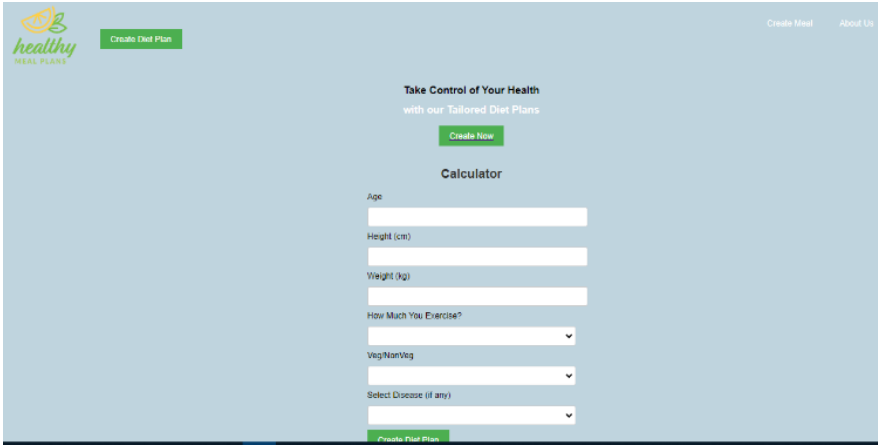 Create Meal About Us
healthy
MEAL PLANS
Create Diet Plan
Take Control of Your Health
with our Tailored Diet Plans
Create Now
Calculator
Age
Height (cm)
Weight (kg)
How Much You Exercise?
Veg/NonVeg
Select Disease (if any)
Create Diet Plan